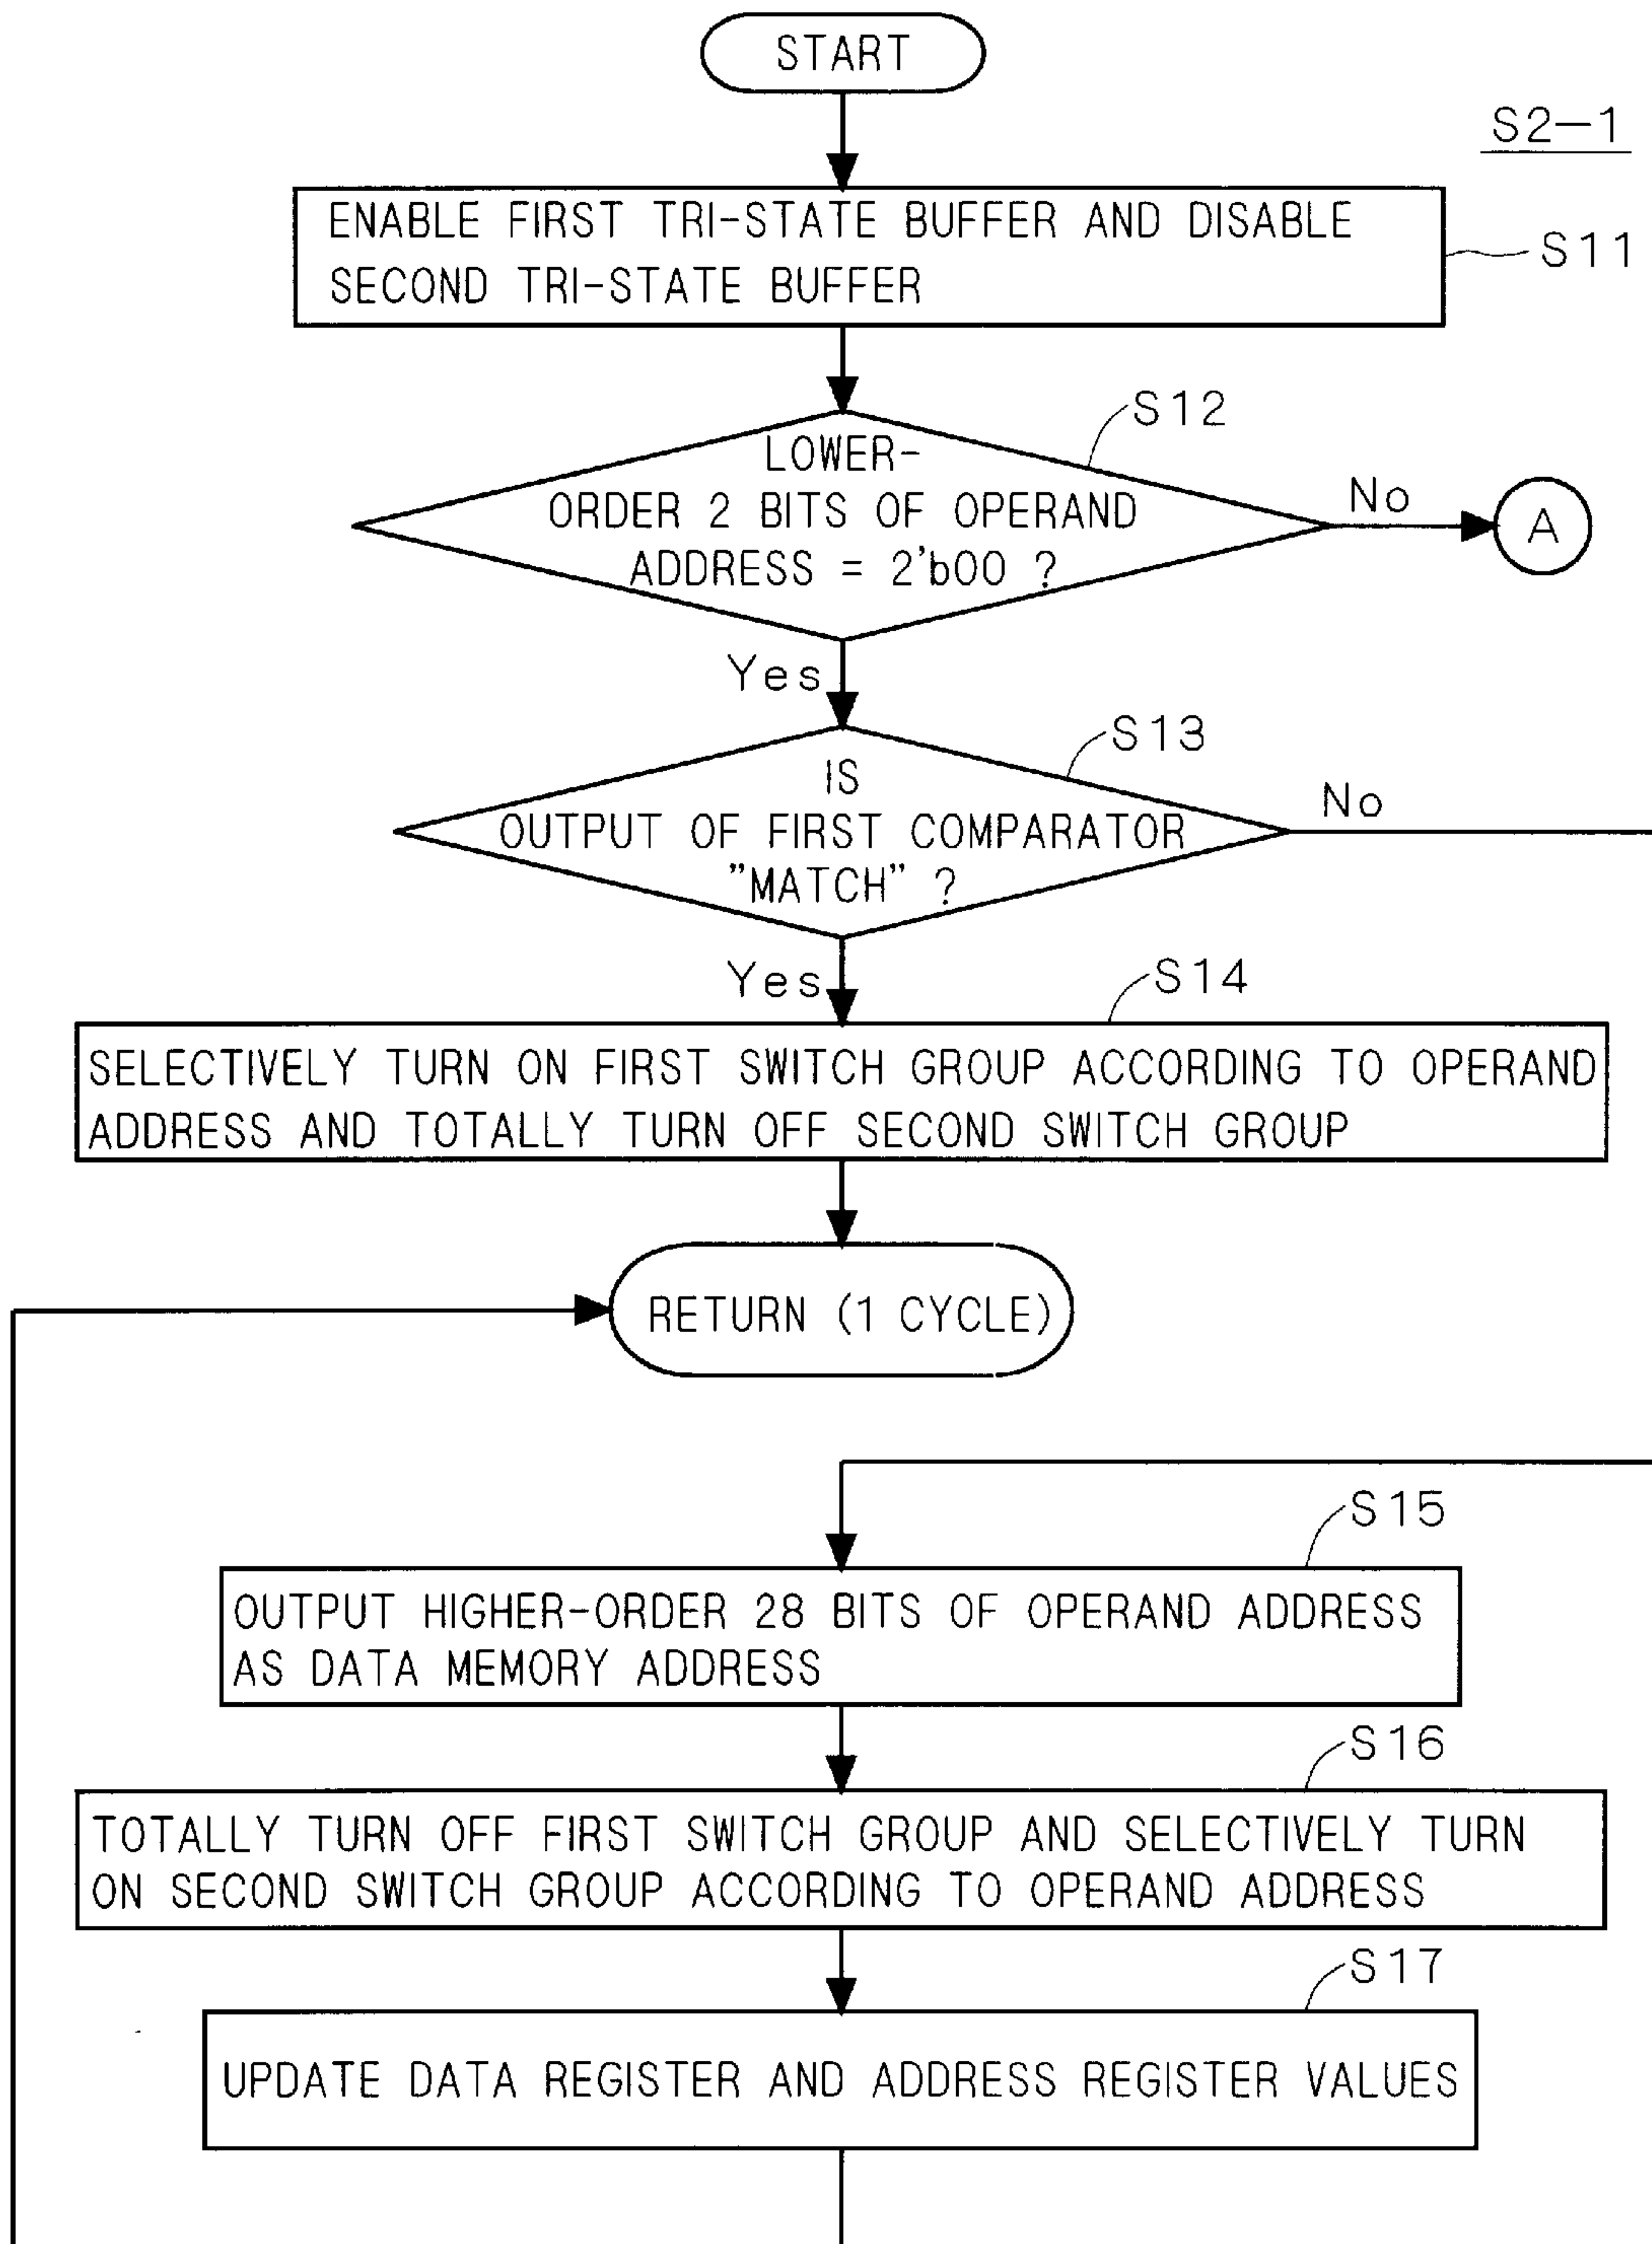 START
S2-1
ENABLE FIRST TRI-STATE BUFFER AND DISABLE
SECOND TRI-STATE BUFFER
S11
S12
LOWER-
ORDER 2 BITS OF OPERAND
ADDRESS = 2'b00 ?
No
A
Yes
S13
IS
OUTPUT OF FIRST COMPARATOR
"MATCH" ?
No
Yes
S14
SELECTIVELY TURN ON FIRST SWITCH GROUP ACCORDING TO OPERAND
ADDRESS AND TOTALLY TURN OFF SECOND SWITCH GROUP
RETURN (1 CYCLE)
S15
OUTPUT HIGHER-ORDER 28 BITS OF OPERAND ADDRESS
AS DATA MEMORY ADDRESS
S16
TOTALLY TURN OFF FIRST SWITCH GROUP AND SELECTIVELY TURN
ON SECOND SWITCH GROUP ACCORDING TO OPERAND ADDRESS
S17
UPDATE DATA REGISTER AND ADDRESS REGISTER VALUES